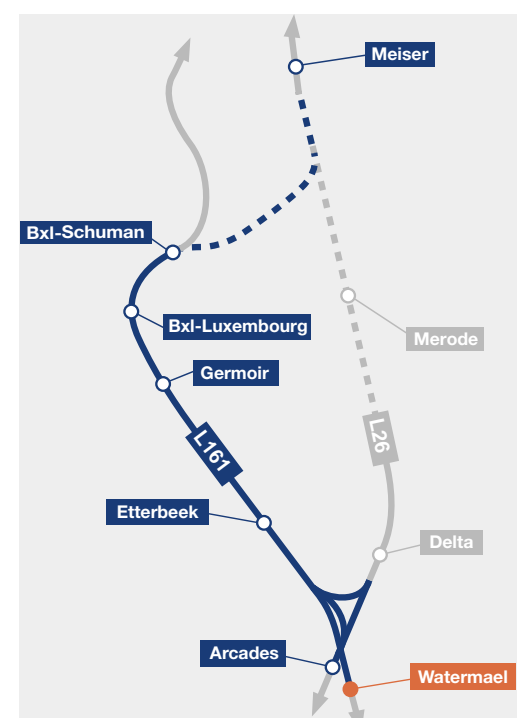 Meiser
Bxl-Schuman
Bxl-Luxembourg
Merode
Germoir
L26
L161
Etterbeek
Delta
Arcades
Watermael